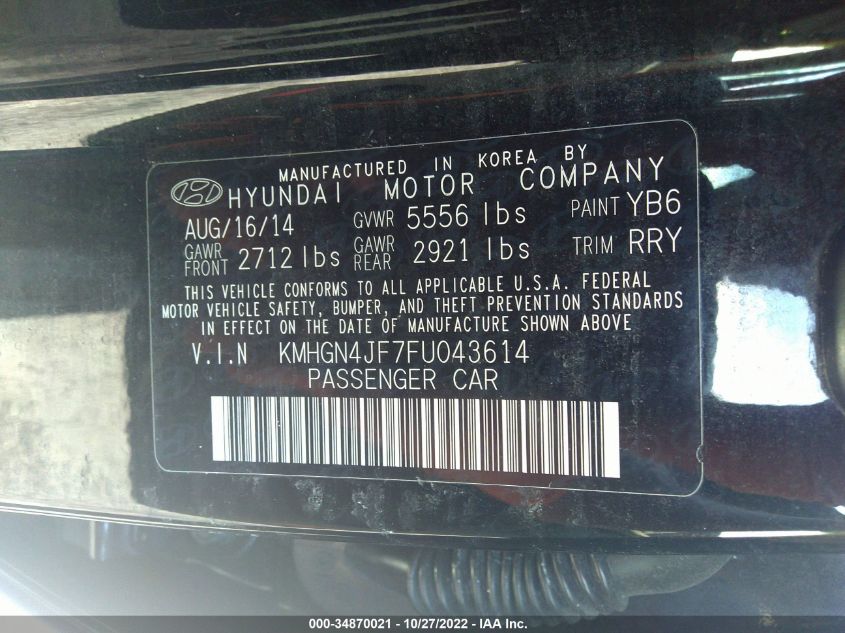 MANUFACTURED IN KOREA BY
HYUNDAI MOTOR COMPANY
AUG/16/14 GVWR 5556 lbs PAINT YB6
GAWR FRONT 2712 lbs GAWR REAR 2921 lbs TRIM RRY
THIS VEHICLE CONFORMS TO ALL APPLICABLE U.S.A. FEDERAL
MOTOR VEHICLE SAFETY, BUMPER, AND THEFT PREVENTION STANDARDS
IN EFFECT ON THE DATE OF MANUFACTURE SHOWN ABOVE
V.I.N KMHGN4JF7FU043614
PASSENGER CAR
000-34870021 - 10/27/2022 - IAA Inc.